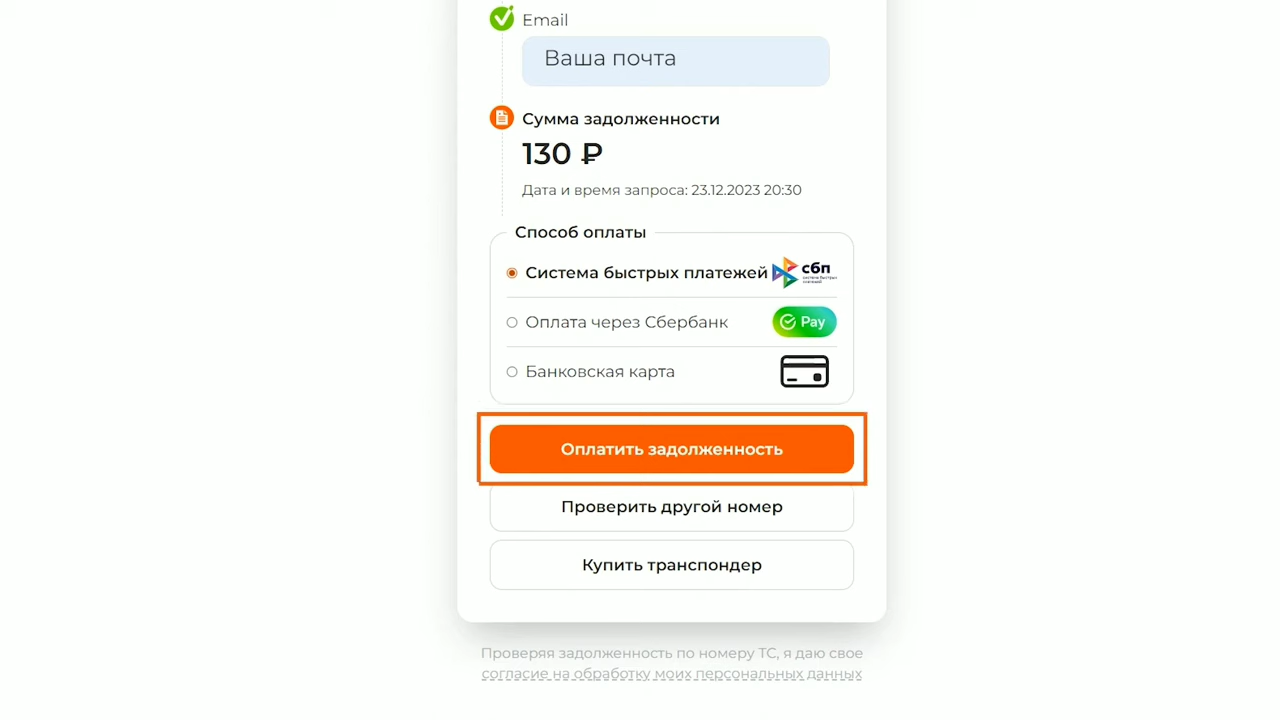 Email
Ваша почта
Сумма задолженности
130 ₽
Дата и время запроса: 23.12.2023 20:30
Способ оплаты
Система быстрых платежей
сбп
Оплата через Сбербанк
Pay
Банковская карта
Оплатить задолженность
Проверить другой номер
Купить транспондер
Проверяя задолженность по номеру ТС, я даю свое
согласие на обработку моих персональных данных